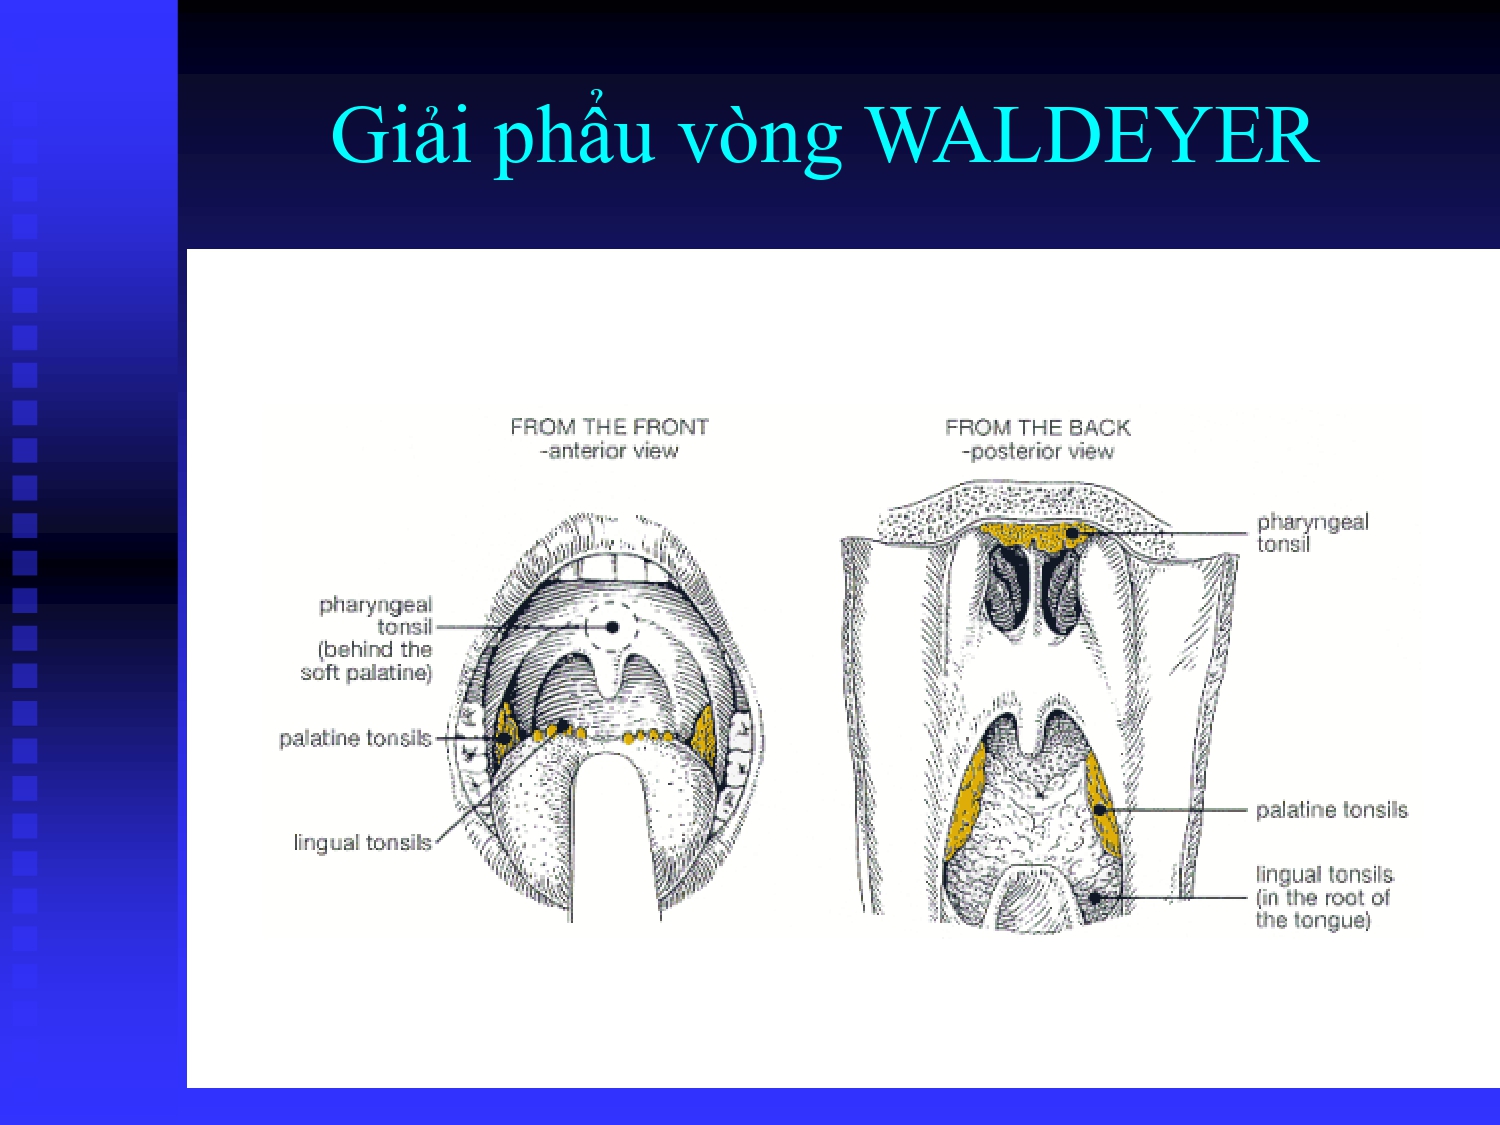 Giải phẩu vòng WALDEYER
FROM THE FRONT
-anterior view
pharyngeal
tonsil
(behind the
soft palatine)
palatine tonsils
lingual tonsils
FROM THE BACK
-posterior view
pharyngeal
tonsil
palatine tonsils
lingual tonsils
(in the root of
the tongue)